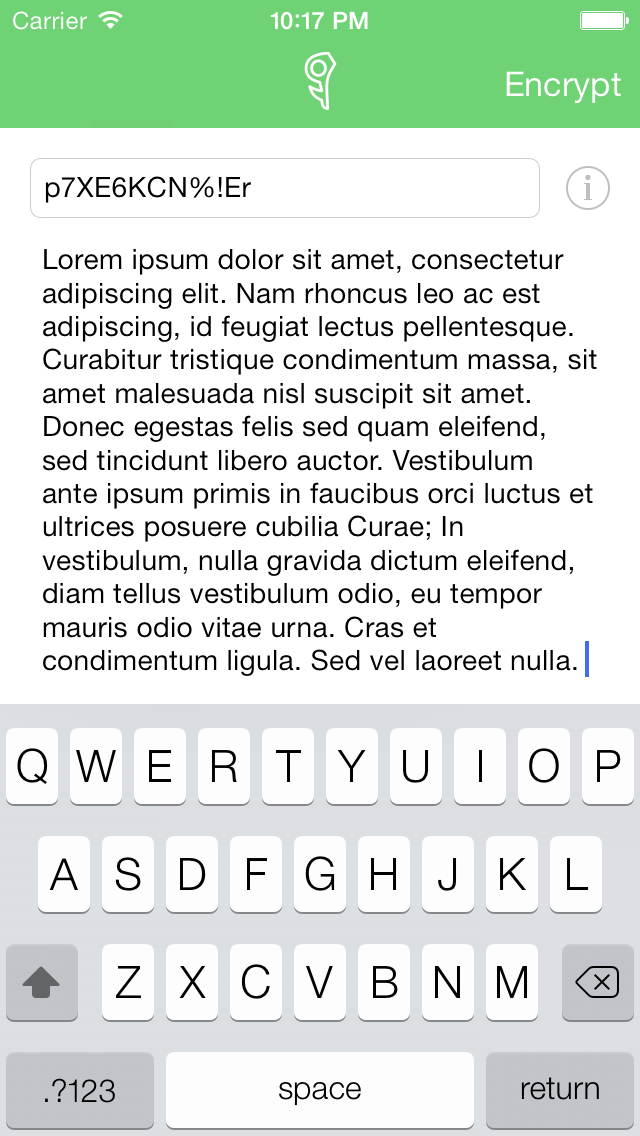 Carrier 10:17 PM
Encrypt
p7XE6KCN%!Er
i
Lorem ipsum dolor sit amet, consectetur
adipiscing elit. Nam rhoncus leo ac est
adipiscing, id feugiat lectus pellentesque.
Curabitur tristique condimentum massa, sit
amet malesuada nisl suscipit sit amet.
Donec egestas felis sed quam eleifend,
sed tincidunt libero auctor. Vestibulum
ante ipsum primis in faucibus orci luctus et
ultrices posuere cubilia Curae; In
vestibulum, nulla gravida dictum eleifend,
diam tellus vestibulum odio, eu tempor
mauris odio vitae urna. Cras et
condimentum ligula. Sed vel laoreet nulla.
Q W E R T Y U I O P
A S D F G H J K L
Z X C V B N M
.?123 space return